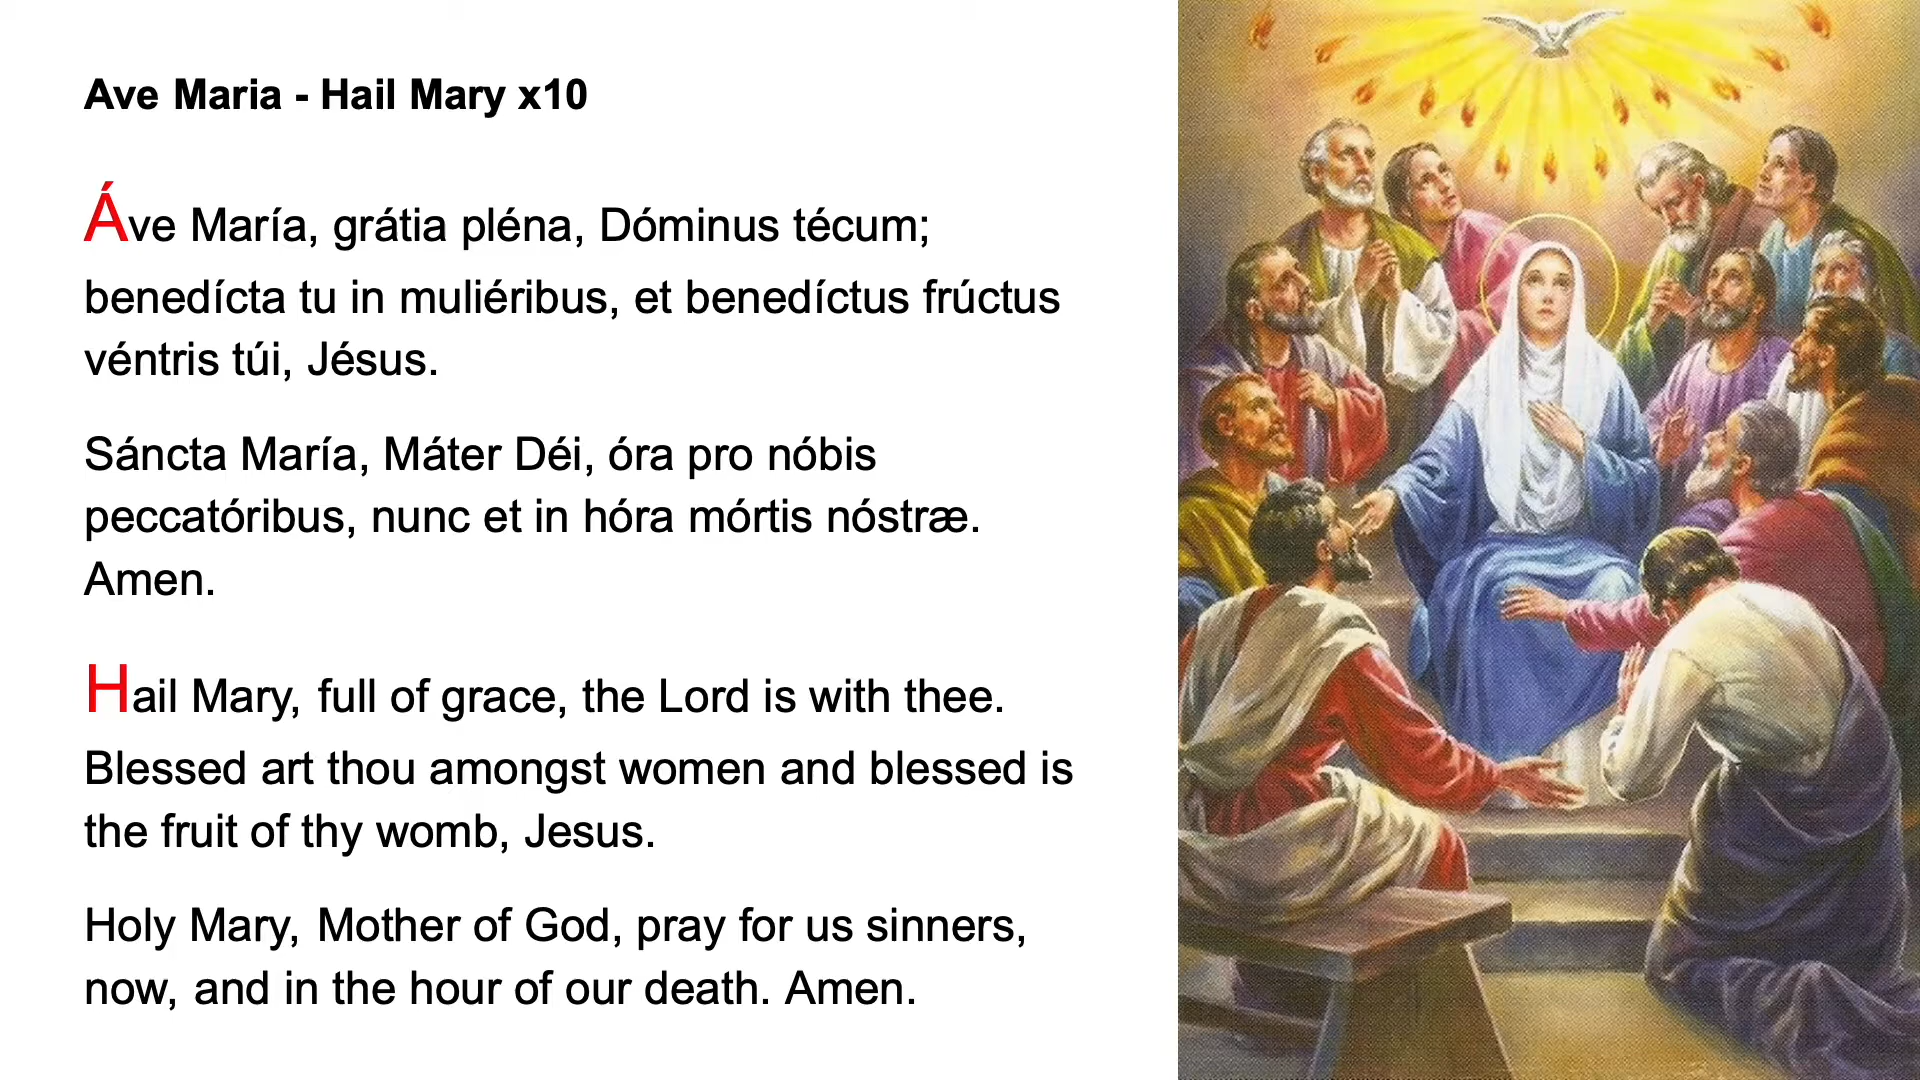 Ave Maria - Hail Mary x10
Áve María, grátia pléna, Dóminus técum;
benedícta tu in muliéribus, et benedíctus frúctus
véntris túi, Jésus.
Sáncta María, Máter Déi, óra pro nóbis
peccatóribus, nunc et in hóra mórtis nóstræ.
Amen.
Hail Mary, full of grace, the Lord is with thee.
Blessed art thou amongst women and blessed is
the fruit of thy womb, Jesus.
Holy Mary, Mother of God, pray for us sinners,
now, and in the hour of our death. Amen.